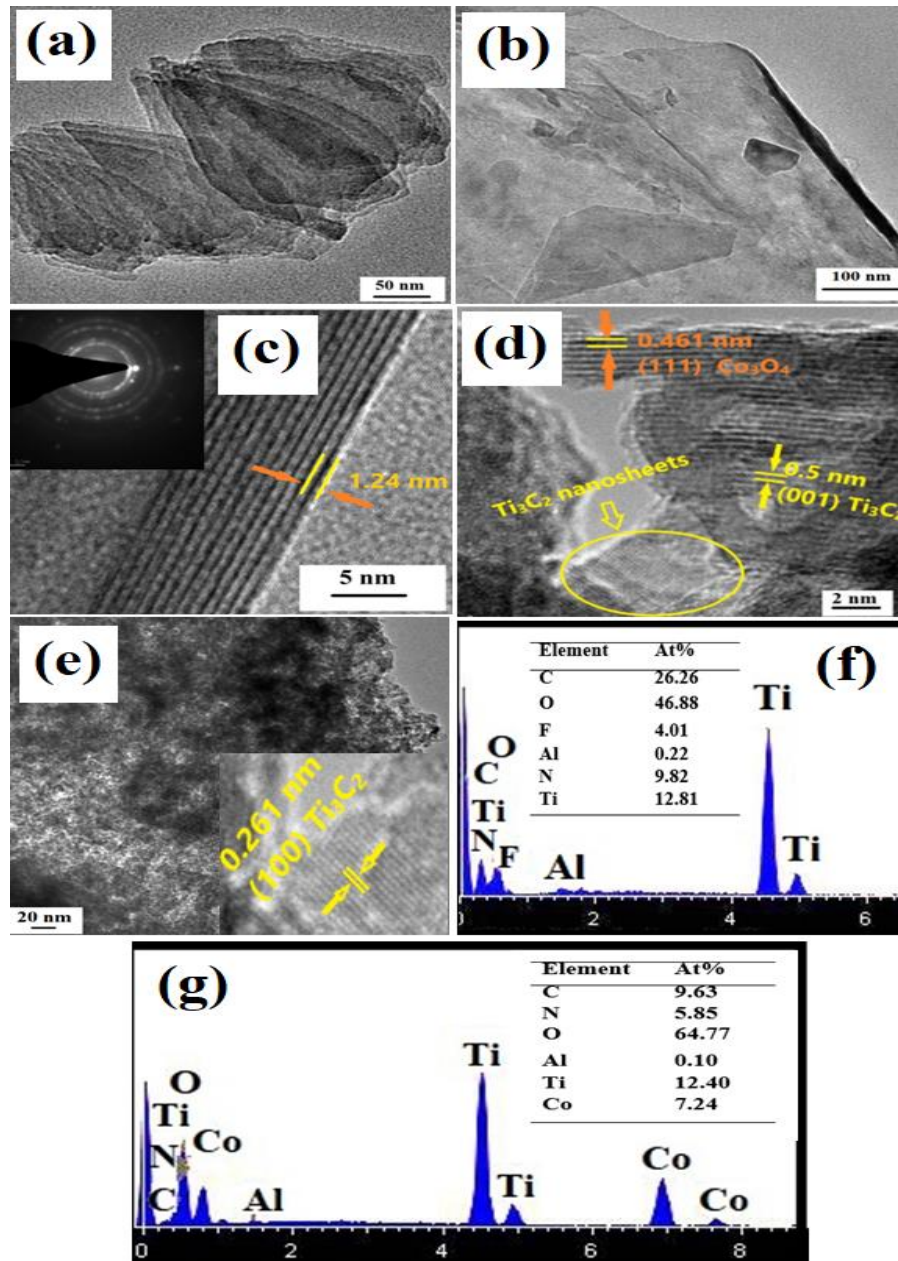 (a)
50 nm
(b)
100 nm
(c)
1.24 nm
5 nm
(d)
0.461 nm
(111) Co₃O₄
0.5 nm
(001) Ti₃C₂
Ti₃C₂ nanosheets
2 nm
(e)
20 nm
0.261 nm
(100) Ti₃C₂
(f)
Element At%
C 26.26
O 46.88
F 4.01
Al 0.22
N 9.82
Ti 12.81
O
C
Ti
N
F
Al
Ti
Ti
0 2 4 6
(g)
Element At%
C 9.63
N 5.85
O 64.77
Al 0.10
Ti 12.40
Co 7.24
O
Ti
N
Co
C
Al
Ti
Ti
Co
Co
0 2 4 6 8